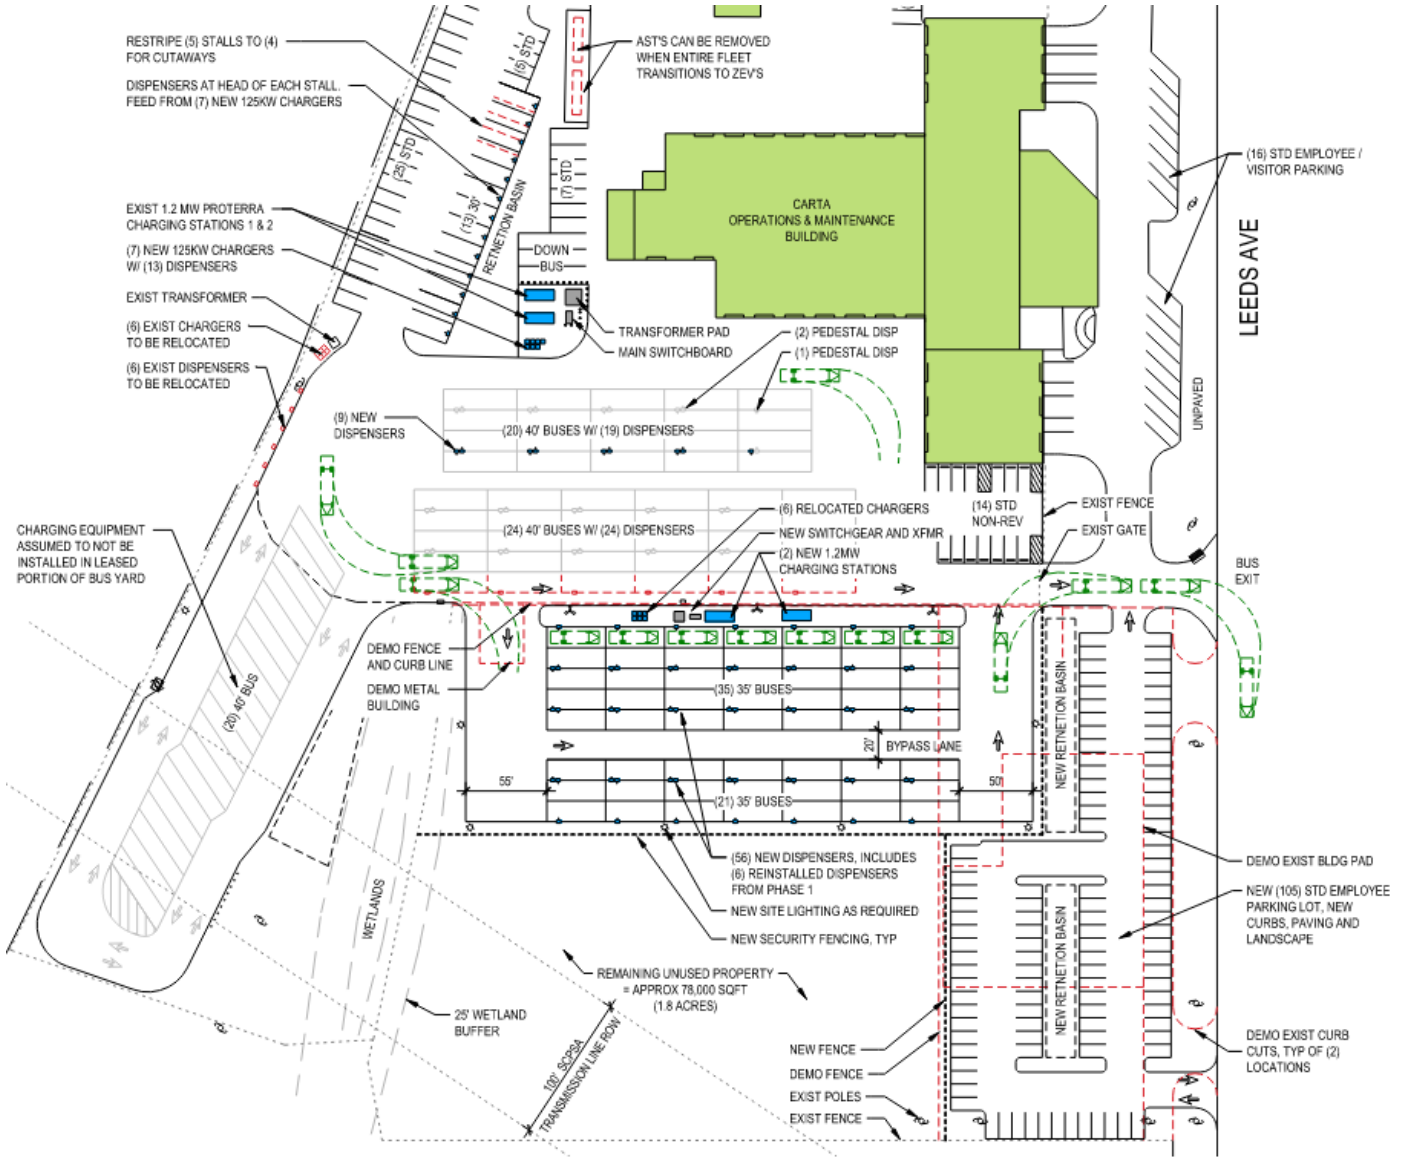 RESTRIPE (5) STALLS TO (4)
FOR CUTAWAYS
DISPENSERS AT HEAD OF EACH STALL.
FEED FROM (7) NEW 125KW CHARGERS
(5) STD
AST'S CAN BE REMOVED
WHEN ENTIRE FLEET
TRANSITIONS TO ZEV'S
(25) STD
(13) 30'
RETNETION BASIN
(7) STD
(16) STD EMPLOYEE /
VISITOR PARKING
EXIST 1.2 MW PROTERRA
CHARGING STATIONS 1 & 2
(7) NEW 125KW CHARGERS
W/ (13) DISPENSERS
EXIST TRANSFORMER
(6) EXIST CHARGERS
TO BE RELOCATED
(6) EXIST DISPENSERS
TO BE RELOCATED
DOWN
BUS
CARTA
OPERATIONS & MAINTENANCE
BUILDING
LEEDS AVE
TRANSFORMER PAD
MAIN SWITCHBOARD
(2) PEDESTAL DISP
(1) PEDESTAL DISP
UNPAVED
(9) NEW
DISPENSERS
(20) 40' BUSES W/ (19) DISPENSERS
(24) 40' BUSES W/ (24) DISPENSERS
(6) RELOCATED CHARGERS
NEW SWITCHGEAR AND XFMR
(2) NEW 1.2MW
CHARGING STATIONS
(14) STD
NON-REV
EXIST FENCE
EXIST GATE
BUS
EXIT
CHARGING EQUIPMENT
ASSUMED TO NOT BE
INSTALLED IN LEASED
PORTION OF BUS YARD
(20) 40' BUS
DEMO FENCE
AND CURB LINE
DEMO METAL
BUILDING
(35) 35' BUSES
20'
BYPASS LANE
55'
50'
(21) 35' BUSES
NEW RETNETION BASIN
(56) NEW DISPENSERS, INCLUDES
(6) REINSTALLED DISPENSERS
FROM PHASE 1
NEW SITE LIGHTING AS REQUIRED
NEW SECURITY FENCING, TYP
DEMO EXIST BLDG PAD
NEW (105) STD EMPLOYEE
PARKING LOT, NEW
CURBS, PAVING AND
LANDSCAPE
WETLANDS
NEW RETNETION BASIN
REMAINING UNUSED PROPERTY
= APPROX 78,000 SQFT
(1.8 ACRES)
25' WETLAND
BUFFER
100' SCPSA
TRANSMISSION LINE ROW
NEW FENCE
DEMO FENCE
EXIST POLES
EXIST FENCE
DEMO EXIST CURB
CUTS, TYP OF (2)
LOCATIONS